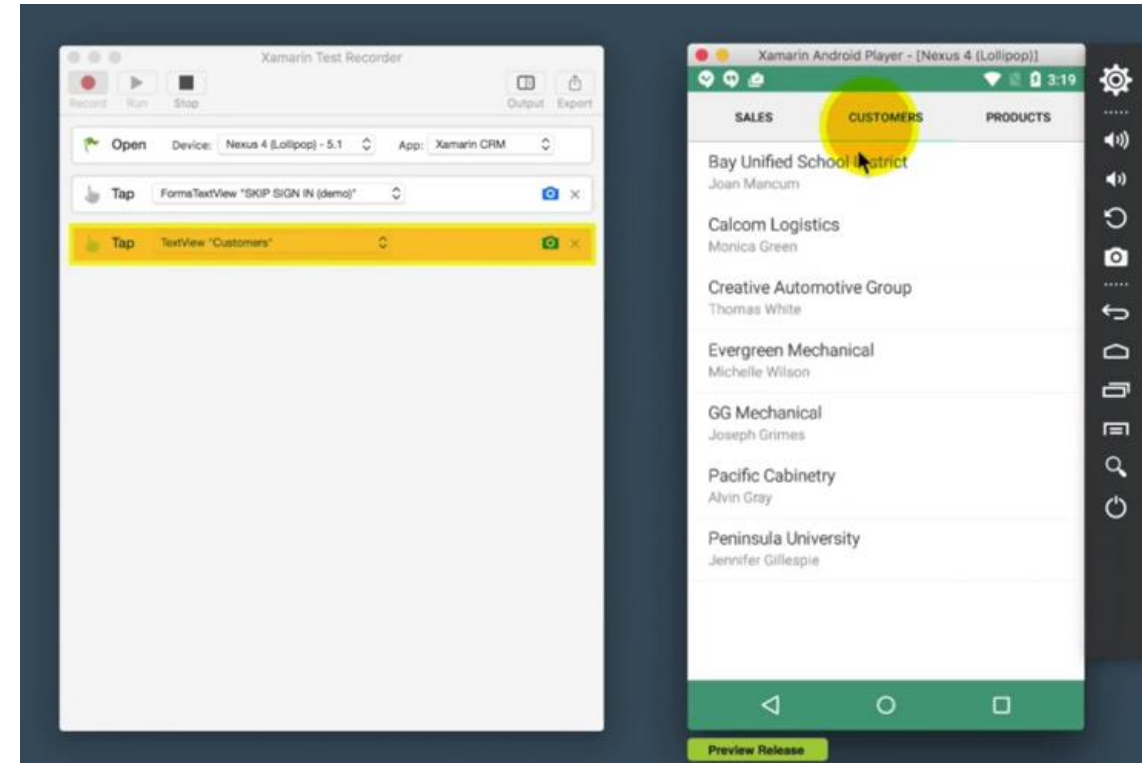 Xamarin Test Recorder
Record Run Stop Output Export
Open Device: Nexus 4 (Lollipop) - 5.1 App: Xamarin CRM
Tap FormsTextView "SKIP SIGN IN (demo)"
Tap TextView "Customers"
Xamarin Android Player - [Nexus 4 (Lollipop)]
3:19
SALES CUSTOMERS PRODUCTS
Bay Unified School District
Joan Mancum
Calcom Logistics
Monica Green
Creative Automotive Group
Thomas White
Evergreen Mechanical
Michelle Wilson
GG Mechanical
Joseph Grimes
Pacific Cabinetry
Alvin Gray
Peninsula University
Jennifer Gillespie
Preview Release